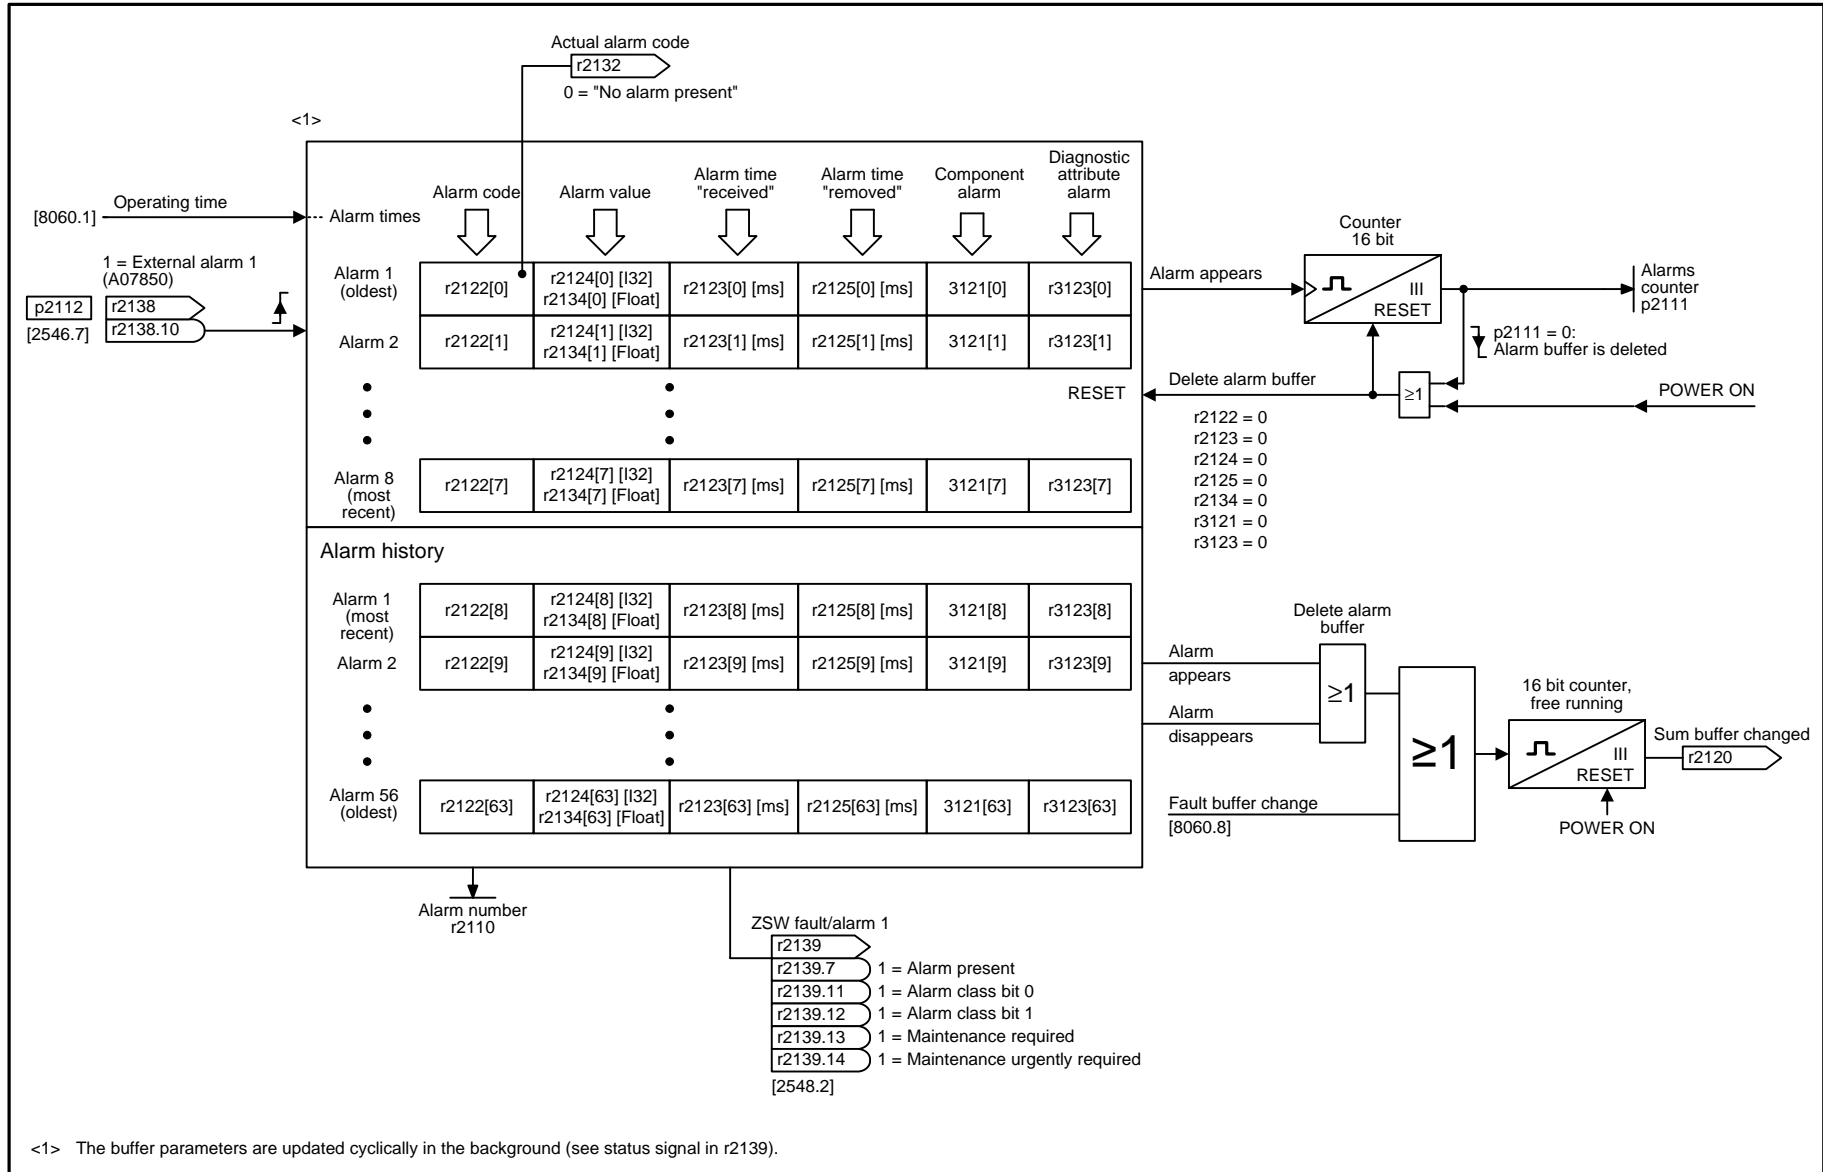 Actual alarm code
r2132
0 = "No alarm present"
<1>
Operating time
[8060.1]
Alarm times
Alarm code
Alarm value
Alarm time
"received"
Alarm time
"removed"
Component
alarm
Diagnostic
attribute
alarm
1 = External alarm 1
(A07850)
p2112
r2138
[2546.7]
r2138.10
Alarm 1
(oldest)
r2122[0]
r2124[0] [I32]
r2134[0] [Float]
r2123[0] [ms]
r2125[0] [ms]
3121[0]
r3123[0]
Alarm 2
r2122[1]
r2124[1] [I32]
r2134[1] [Float]
r2123[1] [ms]
r2125[1] [ms]
3121[1]
r3123[1]
RESET
Alarm 8
(most
recent)
r2122[7]
r2124[7] [I32]
r2134[7] [Float]
r2123[7] [ms]
r2125[7] [ms]
3121[7]
r3123[7]
Alarm appears
Counter
16 bit
III
RESET
Alarms
counter
p2111
p2111 = 0:
Alarm buffer is deleted
Delete alarm buffer
≥1
POWER ON
r2122 = 0
r2123 = 0
r2124 = 0
r2125 = 0
r2134 = 0
r3121 = 0
r3123 = 0
Alarm history
Alarm 1
(most
recent)
r2122[8]
r2124[8] [I32]
r2134[8] [Float]
r2123[8] [ms]
r2125[8] [ms]
3121[8]
r3123[8]
Alarm 2
r2122[9]
r2124[9] [I32]
r2134[9] [Float]
r2123[9] [ms]
r2125[9] [ms]
3121[9]
r3123[9]
Alarm 56
(oldest)
r2122[63]
r2124[63] [I32]
r2134[63] [Float]
r2123[63] [ms]
r2125[63] [ms]
3121[63]
r3123[63]
Delete alarm
buffer
Alarm
appears
Alarm
disappears
≥1
≥1
Fault buffer change
[8060.8]
16 bit counter,
free running
III
RESET
POWER ON
Sum buffer changed
r2120
Alarm number
r2110
ZSW fault/alarm 1
r2139
r2139.7 1 = Alarm present
r2139.11 1 = Alarm class bit 0
r2139.12 1 = Alarm class bit 1
r2139.13 1 = Maintenance required
r2139.14 1 = Maintenance urgently required
[2548.2]
<1> The buffer parameters are updated cyclically in the background (see status signal in r2139).